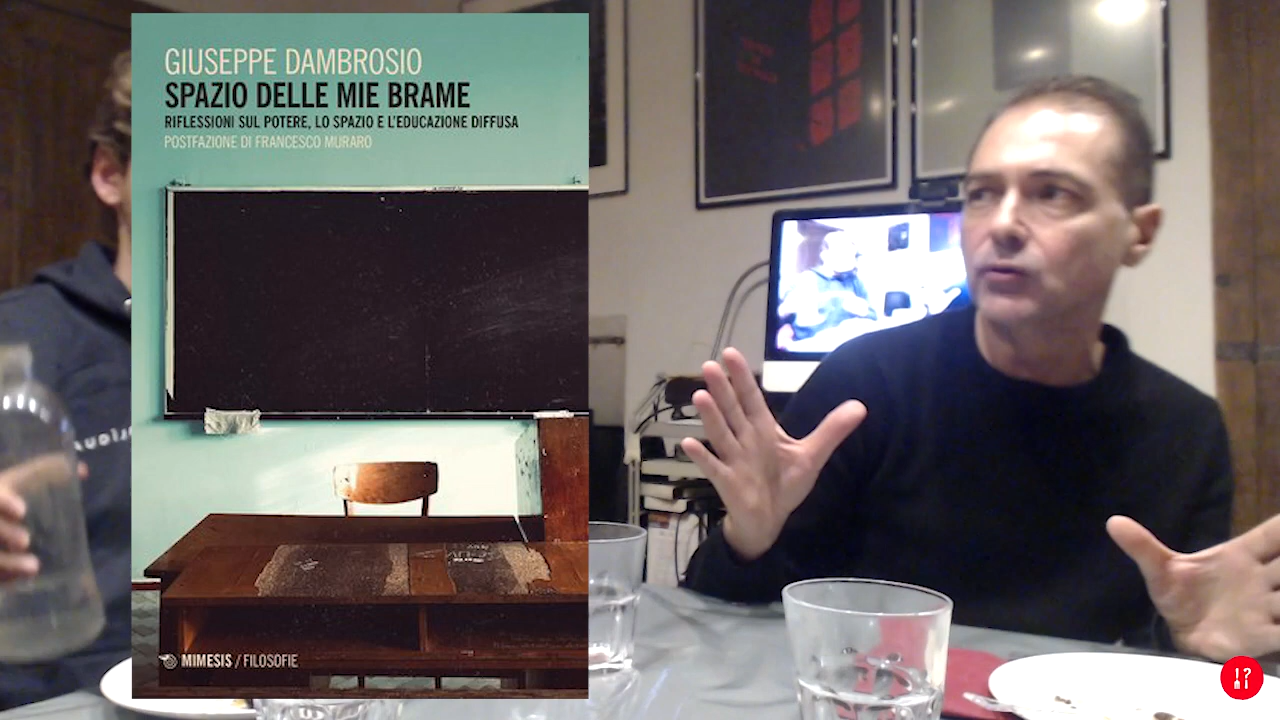 GIUSEPPE DAMBROSIO
SPAZIO DELLE MIE BRAME
RIFLESSIONI SUL POTERE, LO SPAZIO E L'EDUCAZIONE DIFFUSA
POSTFAZIONE DI FRANCESCO MURARO
MIMESIS / FILOSOFIE